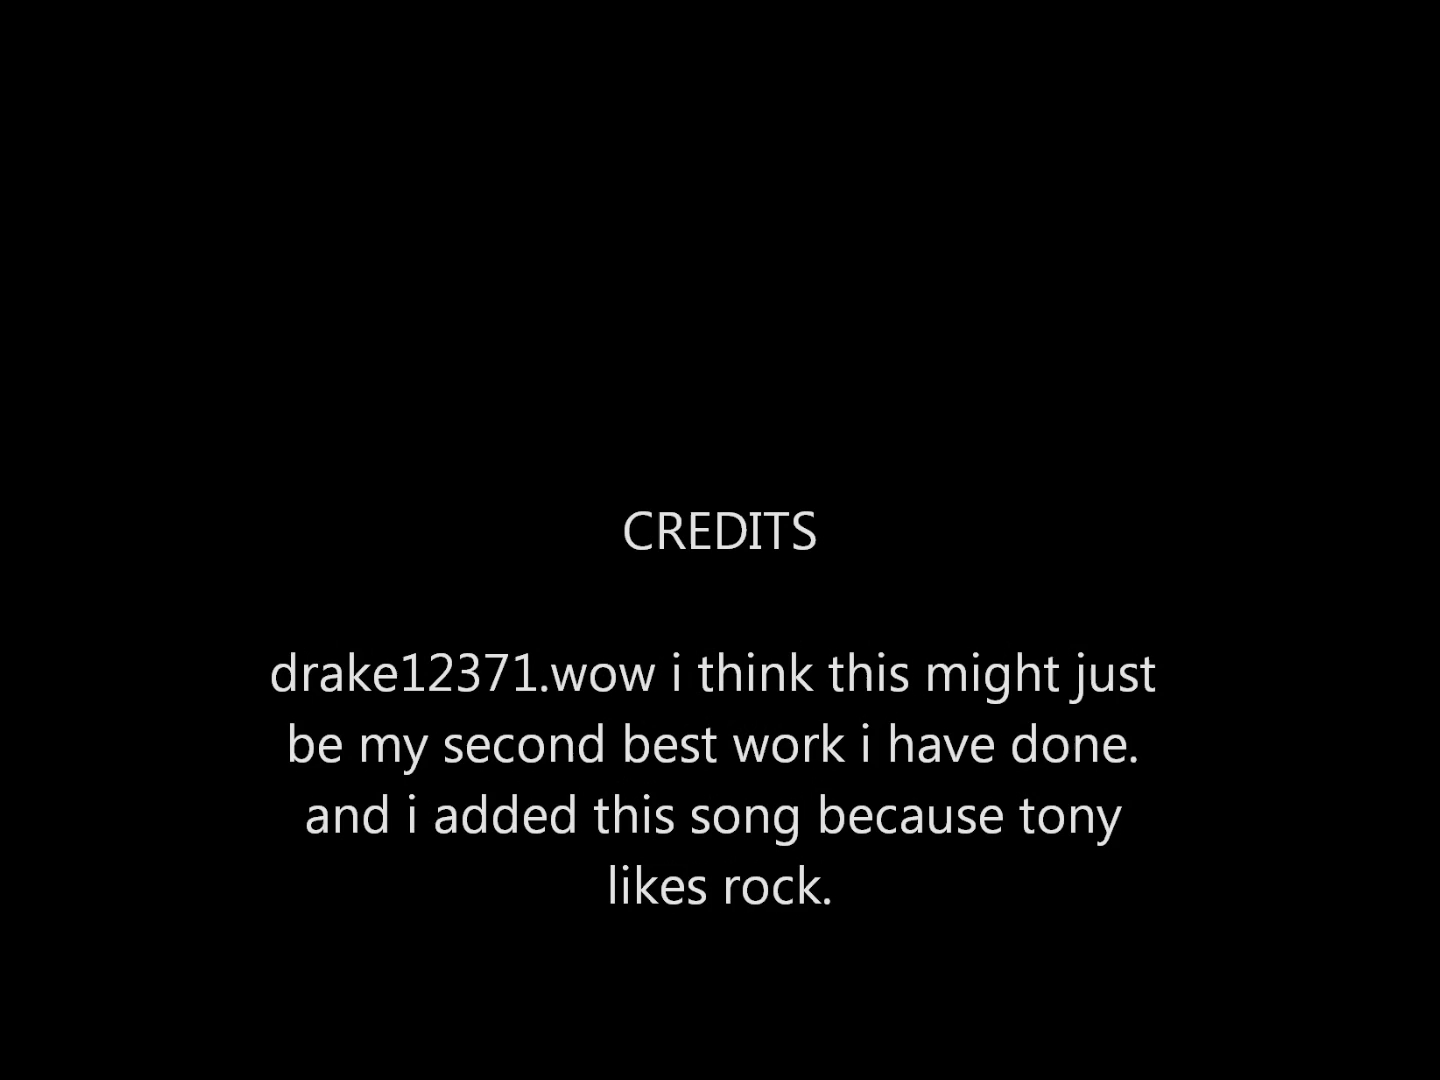 CREDITS
drake12371.wow i think this might just
be my second best work i have done.
and i added this song because tony
likes rock.